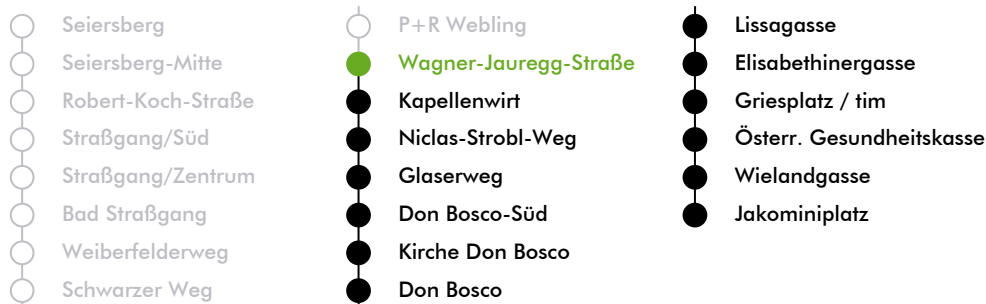 Seiersberg
Seiersberg-Mitte
Robert-Koch-Straße
Straßgang/Süd
Straßgang/Zentrum
Bad Straßgang
Weiberfelderweg
Schwarzer Weg
P+R Webling
Wagner-Jauregg-Straße
Kapellenwirt
Niclas-Strobl-Weg
Glaserweg
Don Bosco-Süd
Kirche Don Bosco
Don Bosco
Lissagasse
Elisabethinergasse
Griesplatz / tim
Österr. Gesundheitskasse
Wielandgasse
Jakominiplatz